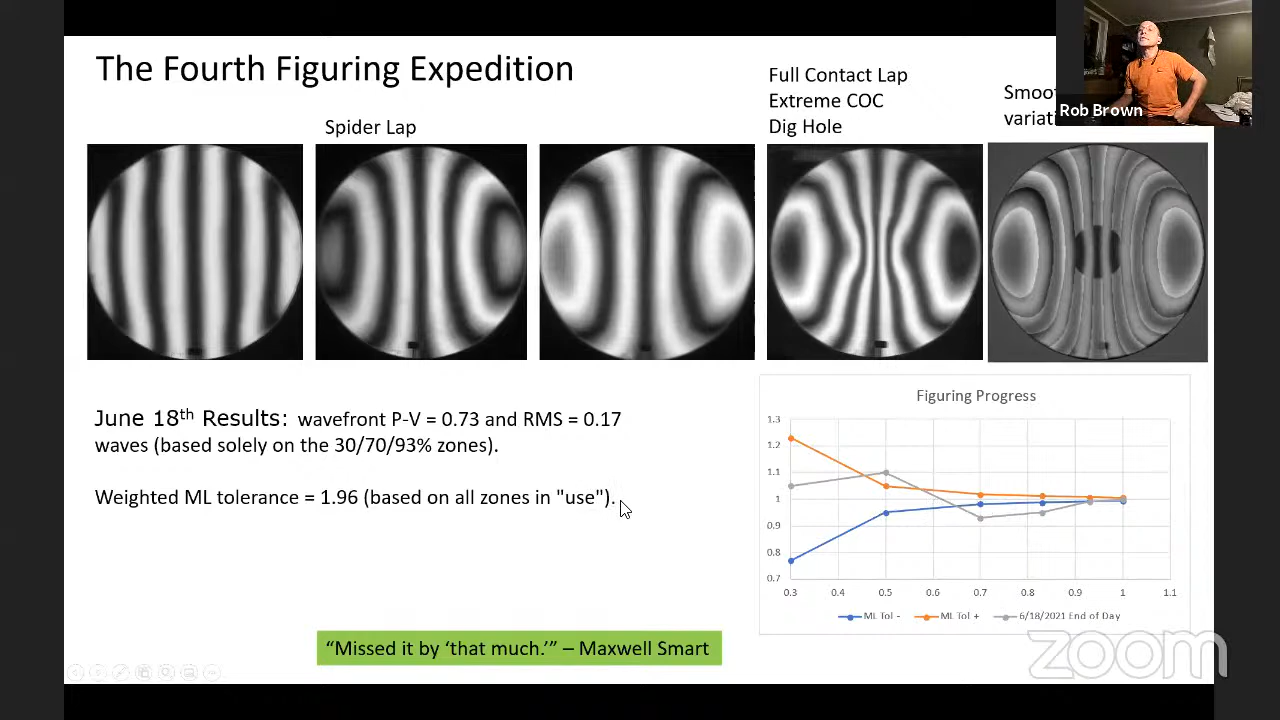 The Fourth Figuring Expedition
Spider Lap
Full Contact Lap
Extreme COC
Dig Hole
Rob Brown
June 18th Results: wavefront P-V = 0.73 and RMS = 0.17
waves (based solely on the 30/70/93% zones).
Weighted ML tolerance = 1.96 (based on all zones in "use").
Figuring Progress
1.3
1.2
1.1
1
0.9
0.8
0.7
0.3 0.4 0.5 0.6 0.7 0.8 0.9 1 1.1
ML Tol - ML Tol + 6/18/2021 End of Day
“Missed it by ‘that much.’” – Maxwell Smart
zoom